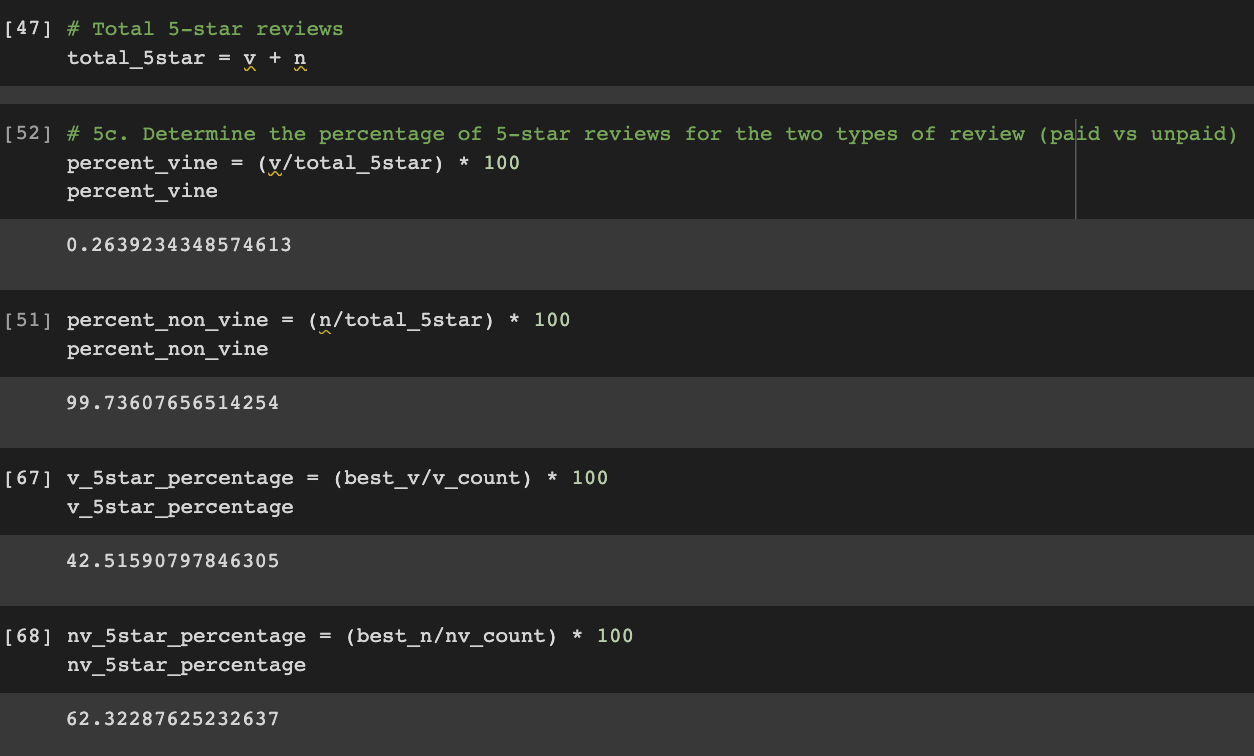 [47] # Total 5-star reviews
total_5star = v + n
[52] # 5c. Determine the percentage of 5-star reviews for the two types of review (paid vs unpaid)
percent_vine = (v/total_5star) * 100
percent_vine
0.2639234348574613
[51] percent_non_vine = (n/total_5star) * 100
percent_non_vine
99.73607656514254
[67] v_5star_percentage = (best_v/v_count) * 100
v_5star_percentage
42.51590797846305
[68] nv_5star_percentage = (best_n/nv_count) * 100
nv_5star_percentage
62.32287625232637